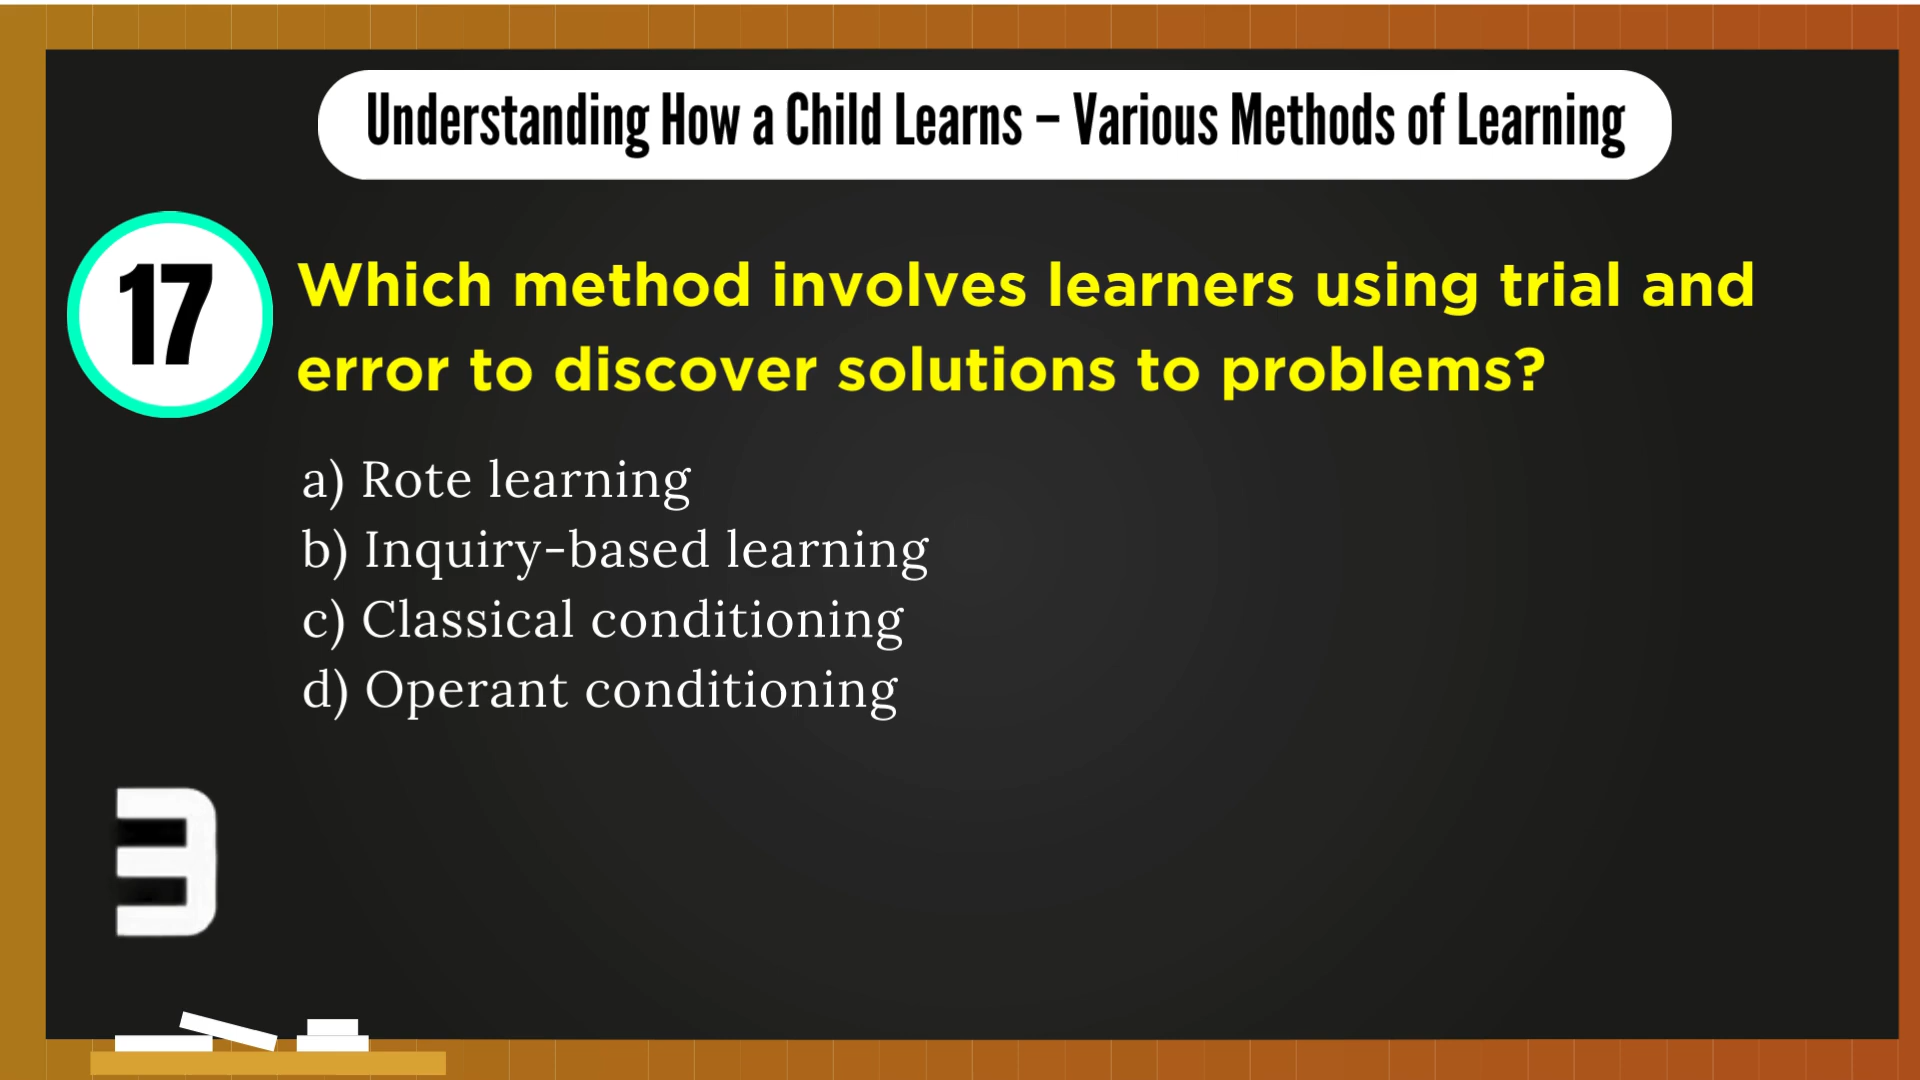 Understanding How a Child Learns – Various Methods of Learning
17
Which method involves learners using trial and
error to discover solutions to problems?
a) Rote learning
b) Inquiry-based learning
c) Classical conditioning
d) Operant conditioning
3